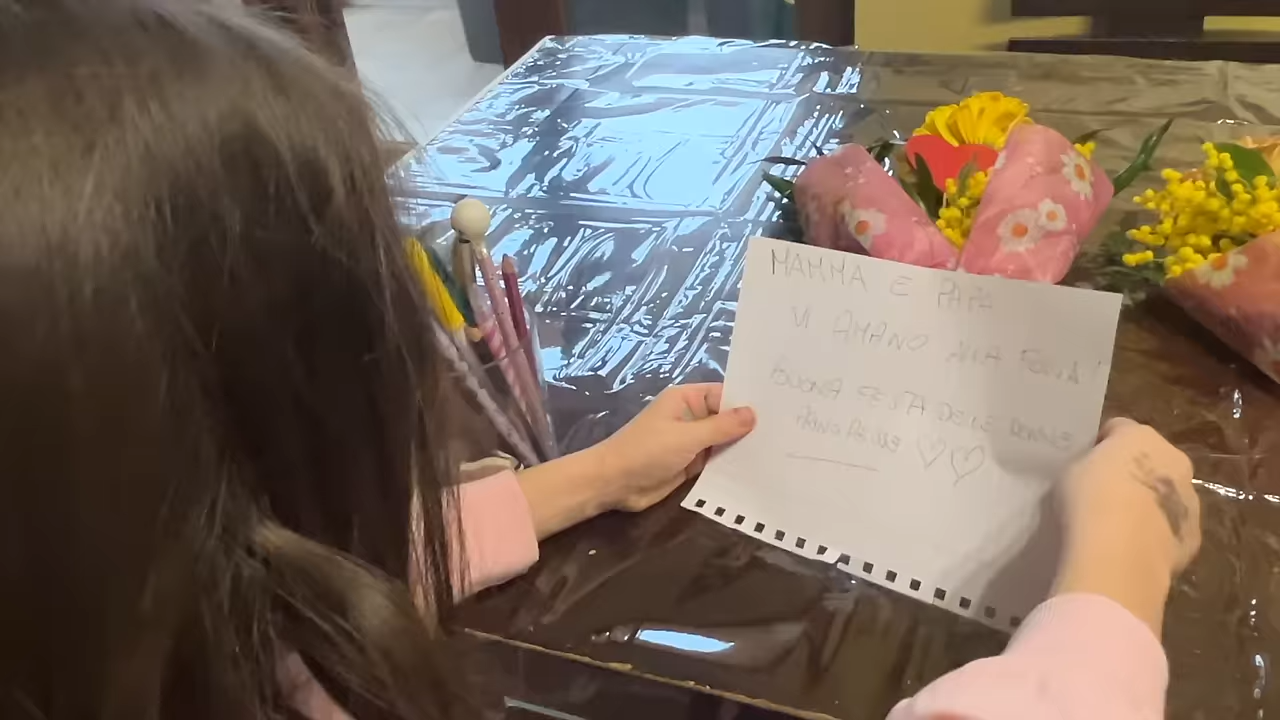 MAMMA E PAPÀ
VI AMANO ALLA FOLLIA!
BUONA FESTA DELLE DONNE